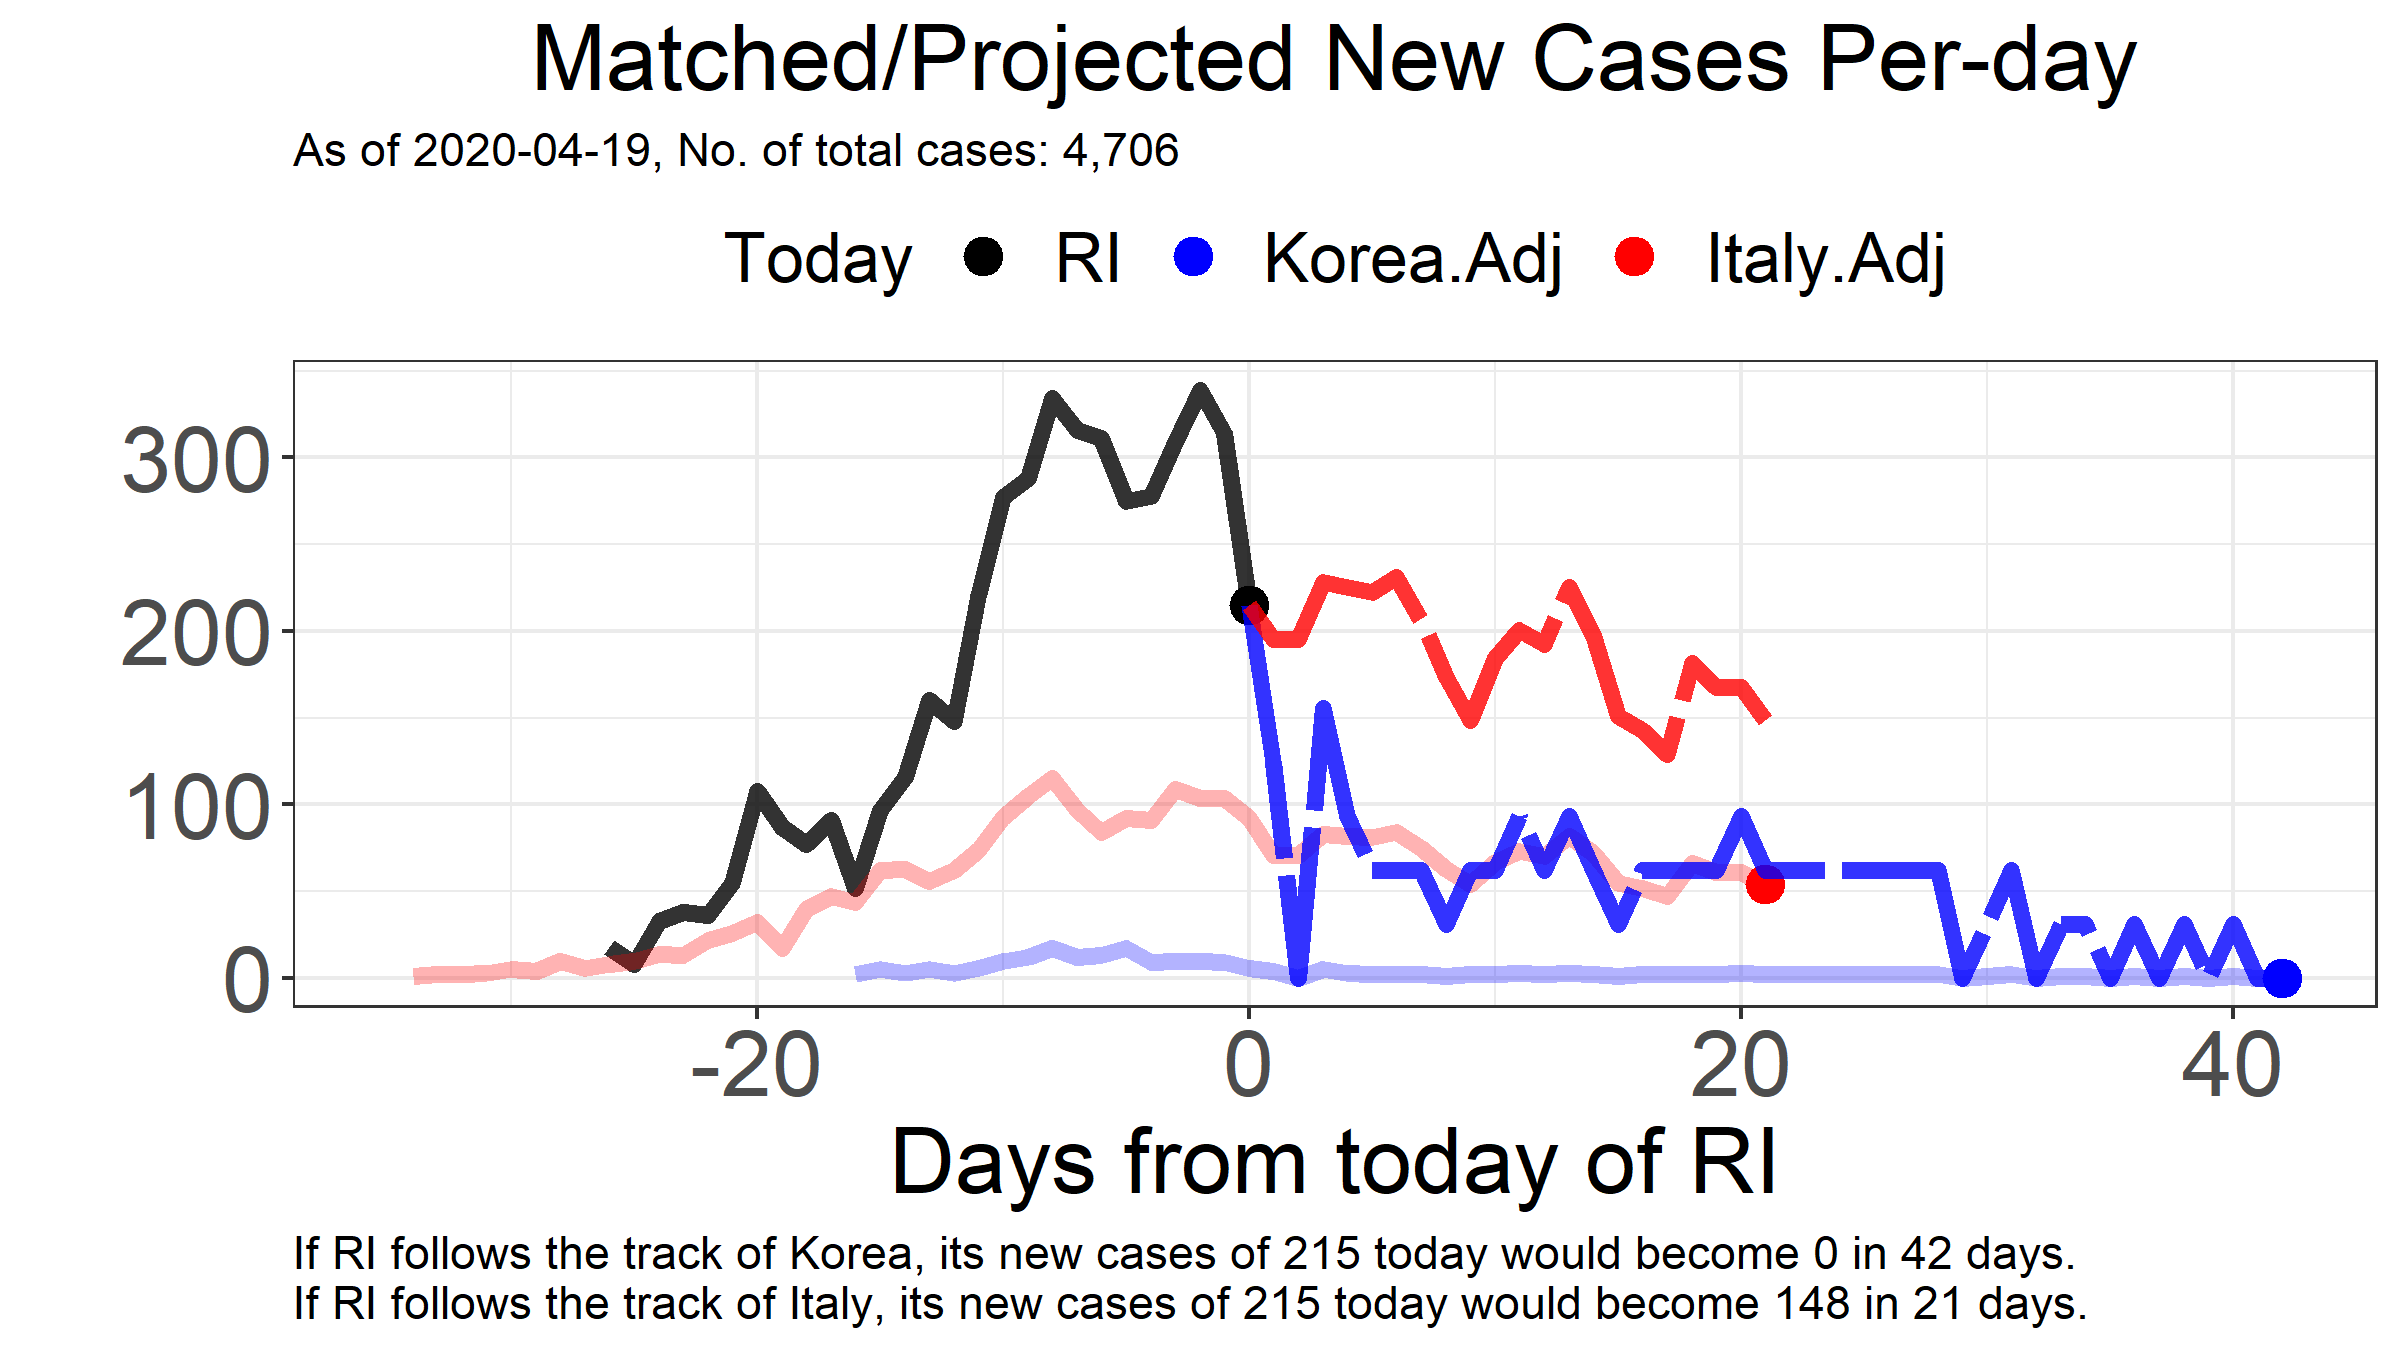 Matched/Projected New Cases Per-day
As of 2020-04-19, No. of total cases: 4,706
Today RI Korea.Adj Italy.Adj
300
200
100
0
-20 0 20 40
Days from today of RI
If RI follows the track of Korea, its new cases of 215 today would become 0 in 42 days.
If RI follows the track of Italy, its new cases of 215 today would become 148 in 21 days.